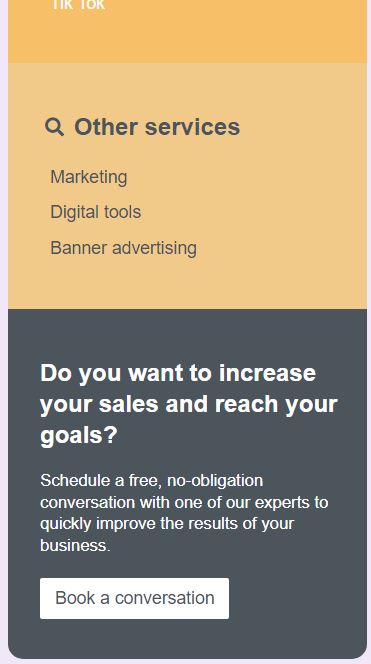 Tik Tok
Other services
Marketing
Digital tools
Banner advertising
Do you want to increase
your sales and reach your
goals?
Schedule a free, no-obligation
conversation with one of our experts to
quickly improve the results of your
business.
Book a conversation